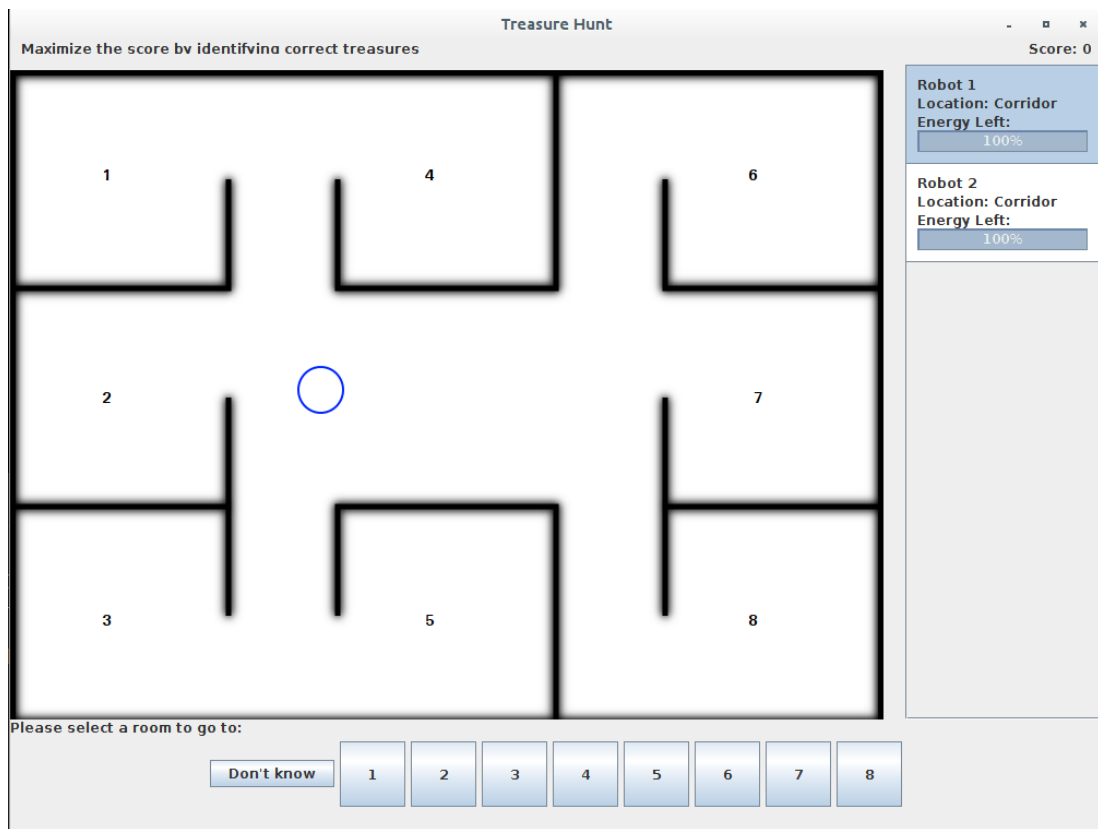 Treasure Hunt
Maximize the score by identifying correct treasures
Score: 0
Robot 1
Location: Corridor
Energy Left:
100%
Robot 2
Location: Corridor
Energy Left:
100%
1
4
6
2
7
3
5
8
Please select a room to go to:
Don't know
1
2
3
4
5
6
7
8